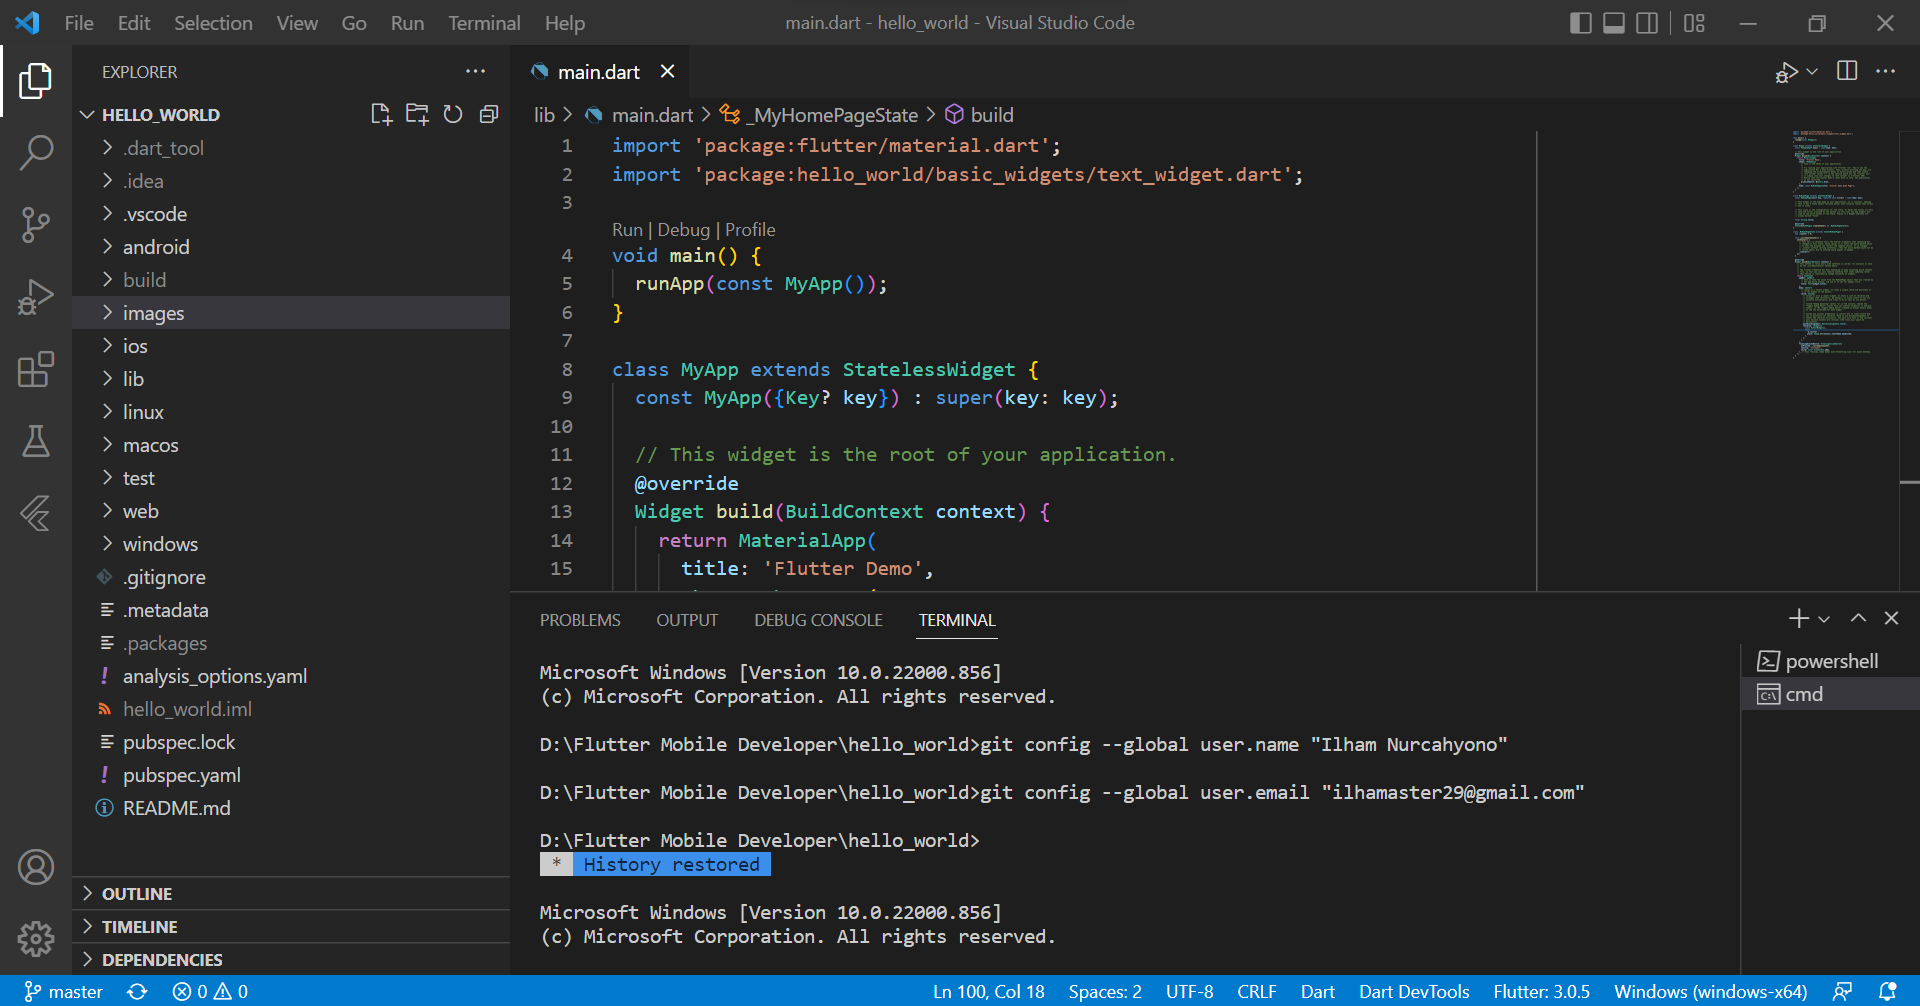 File Edit Selection View Go Run Terminal Help
main.dart - hello_world - Visual Studio Code
EXPLORER
HELLO_WORLD
.dart_tool
.idea
.vscode
android
build
images
ios
lib
linux
macos
test
web
windows
.gitignore
.metadata
.packages
analysis_options.yaml
hello_world.iml
pubspec.lock
pubspec.yaml
README.md
OUTLINE
TIMELINE
DEPENDENCIES
main.dart
lib > main.dart > _MyHomePageState > build
1 import 'package:flutter/material.dart';
2 import 'package:hello_world/basic_widgets/text_widget.dart';
3
Run | Debug | Profile
4 void main() {
5 runApp(const MyApp());
6 }
7
8 class MyApp extends StatelessWidget {
9 const MyApp({Key? key}) : super(key: key);
10
11 // This widget is the root of your application.
12 @override
13 Widget build(BuildContext context) {
14 return MaterialApp(
15 title: 'Flutter Demo',
PROBLEMS OUTPUT DEBUG CONSOLE TERMINAL
Microsoft Windows [Version 10.0.22000.856]
(c) Microsoft Corporation. All rights reserved.
D:\Flutter Mobile Developer\hello_world>git config --global user.name "Ilham Nurcahyono"
D:\Flutter Mobile Developer\hello_world>git config --global user.email "ilhamaster29@gmail.com"
D:\Flutter Mobile Developer\hello_world>
* History restored
Microsoft Windows [Version 10.0.22000.856]
(c) Microsoft Corporation. All rights reserved.
powershell
cmd
master 0 0 Ln 100, Col 18 Spaces: 2 UTF-8 CRLF Dart Dart DevTools Flutter: 3.0.5 Windows (windows-x64)